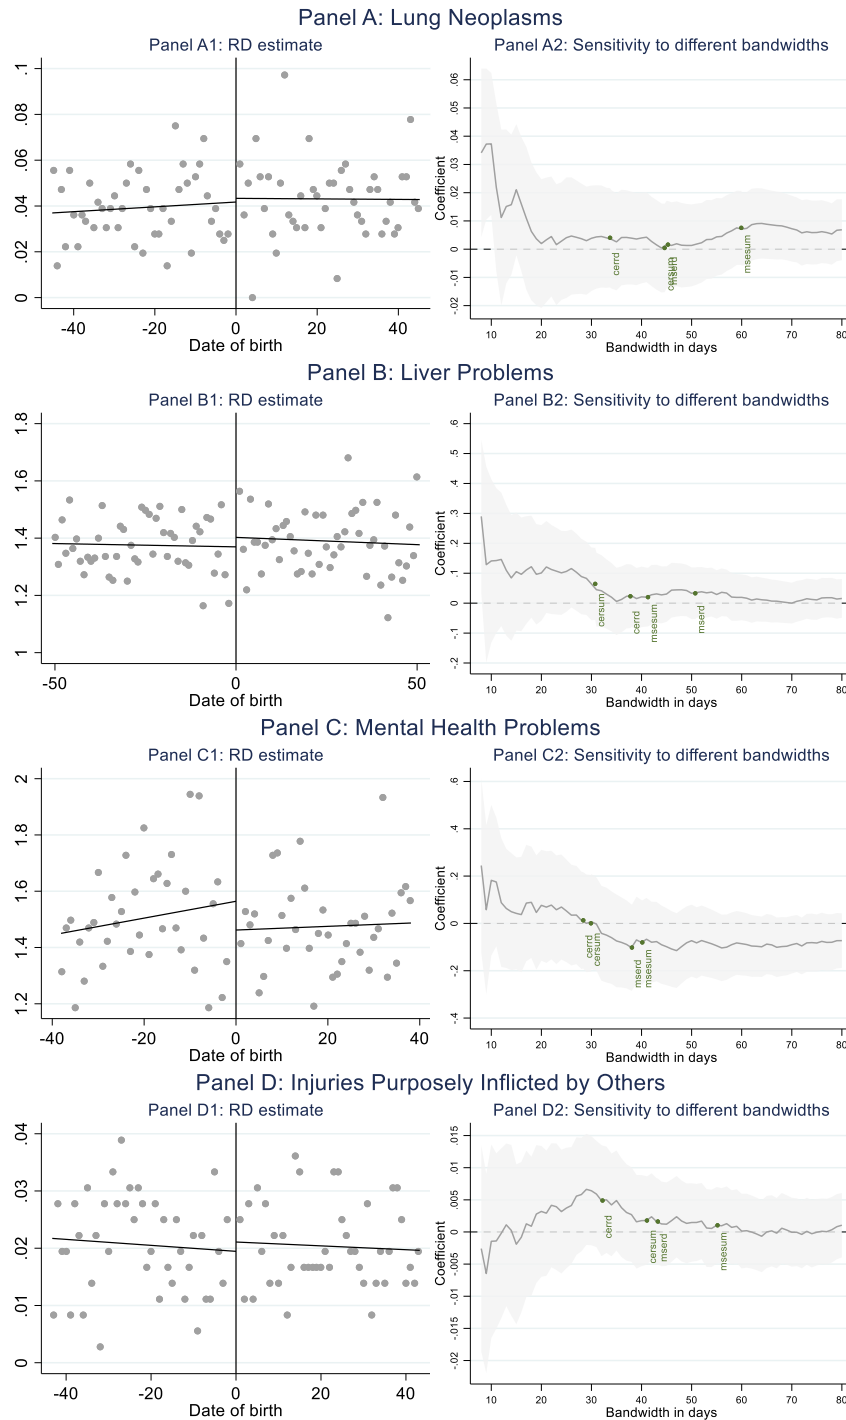 Panel A: Lung Neoplasms
Panel A1: RD estimate
Panel A2: Sensitivity to different bandwidths
.1
.08
.06
.04
.02
0
-40
-20
0
20
40
Date of birth
Coefficient
.06
.05
.04
.03
.02
.01
0
-.01
-.02
cerrd
cersum
mserd
msesum
10
20
30
40
50
60
70
80
Bandwidth in days
Panel B: Liver Problems
Panel B1: RD estimate
Panel B2: Sensitivity to different bandwidths
1.8
1.6
1.4
1.2
1
-50
0
50
Date of birth
Coefficient
.6
.5
.4
.3
.2
.1
0
-.1
-.2
cersum
cerrd
msesum
mserd
10
20
30
40
50
60
70
80
Bandwidth in days
Panel C: Mental Health Problems
Panel C1: RD estimate
Panel C2: Sensitivity to different bandwidths
2
1.8
1.6
1.4
1.2
-40
-20
0
20
40
Date of birth
Coefficient
.6
.4
.2
0
-.2
-.4
cerrd
cersum
mserd
msesum
10
20
30
40
50
60
70
80
Bandwidth in days
Panel D: Injuries Purposely Inflicted by Others
Panel D1: RD estimate
Panel D2: Sensitivity to different bandwidths
.04
.03
.02
.01
0
-40
-20
0
20
40
Date of birth
Coefficient
.015
.01
.005
0
-.005
-.01
-.015
-.02
cerrd
cersum
mserd
msesum
10
20
30
40
50
60
70
80
Bandwidth in days